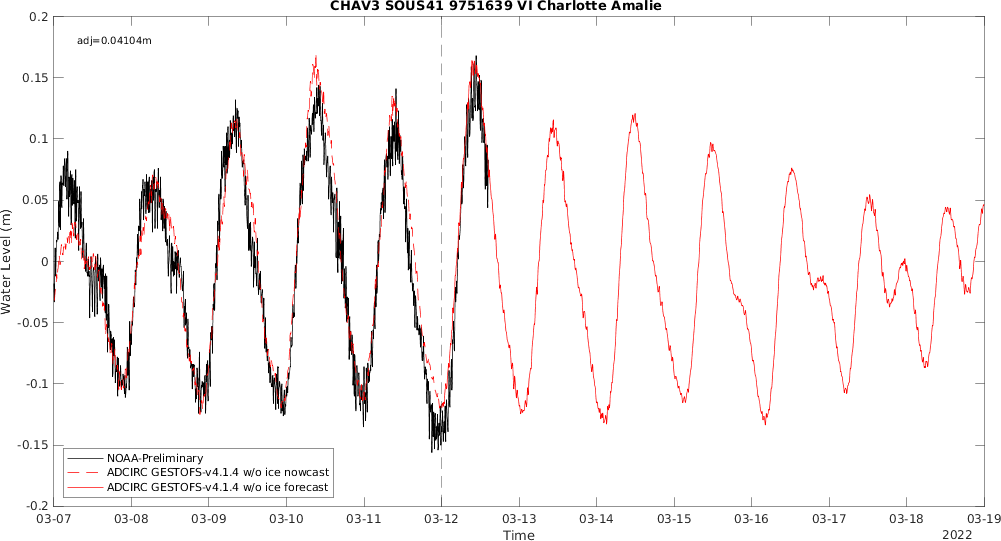 CHAV3 SOUS41 9751639 VI Charlotte Amalie
0.2
adj=0.04104m
0.15
0.1
0.05
0
-0.05
-0.1
-0.15
-0.2
Water Level (m)
NOAA-Preliminary
ADCIRC GESTOFS-v4.1.4 w/o ice nowcast
ADCIRC GESTOFS-v4.1.4 w/o ice forecast
03-07 03-08 03-09 03-10 03-11 03-12 03-13 03-14 03-15 03-16 03-17 03-18 03-19
Time
2022